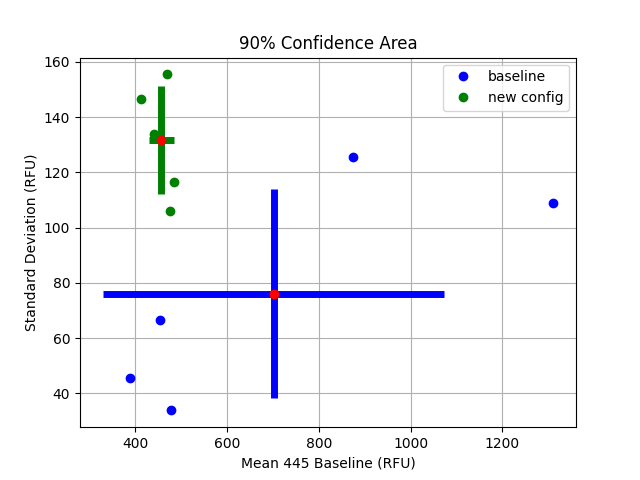 90% Confidence Area
160
140
120
100
80
60
40
Standard Deviation (RFU)
baseline
new config
400 600 800 1000 1200
Mean 445 Baseline (RFU)